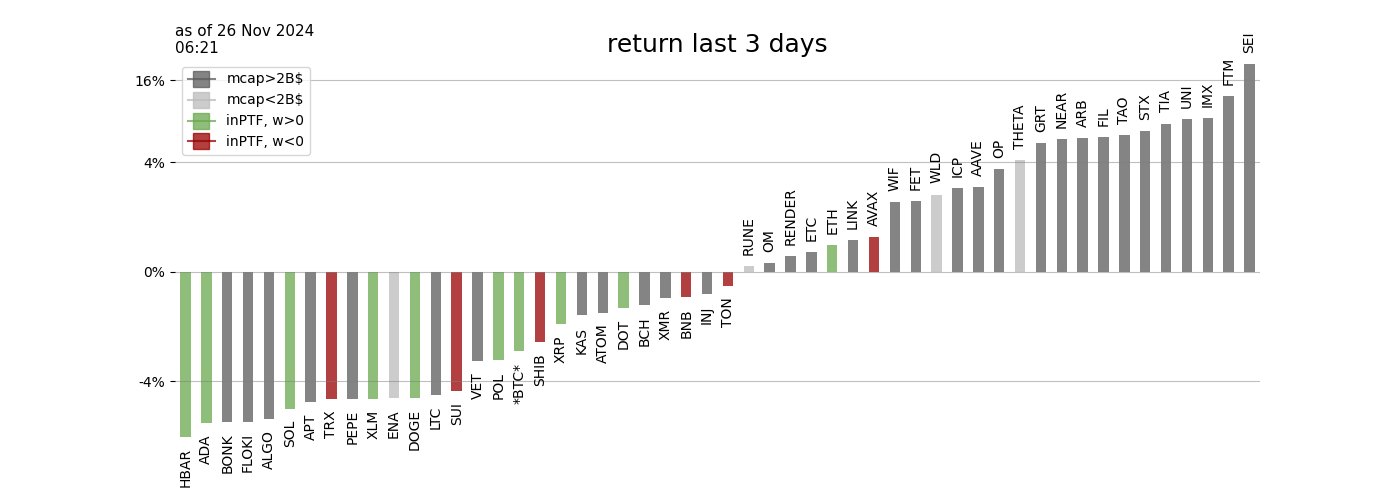 as of 26 Nov 2024
06:21
return last 3 days
mcap>2B$
mcap<2B$
inPTF, w>0
inPTF, w<0
16%
4%
0%
-4%
HBAR
ADA
BONK
FLOKI
ALGO
SOL
APT
TRX
PEPE
XLM
ENA
DOGE
LTC
SUI
VET
POL
*BTC*
SHIB
XRP
KAS
ATOM
DOT
BCH
XMR
BNB
INJ
TON
RUNE
OM
RENDER
ETC
ETH
LINK
AVAX
WIF
FET
WLD
ICP
AAVE
OP
THETA
GRT
NEAR
ARB
FIL
TAO
STX
TIA
UNI
IMX
FTM
SEI